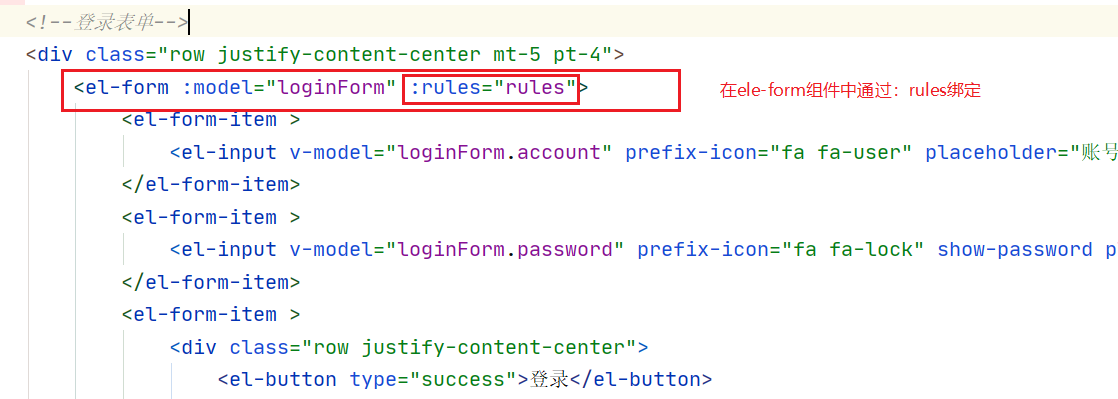 <!--登录表单-->
<div class="row justify-content-center mt-5 pt-4">
<el-form :model="loginForm" :rules="rules">
在ele-form组件中通过：rules绑定
<el-form-item >
<el-input v-model="loginForm.account" prefix-icon="fa fa-user" placeholder="账号
</el-form-item>
<el-form-item >
<el-input v-model="loginForm.password" prefix-icon="fa fa-lock" show-password p
</el-form-item>
<el-form-item >
<div class="row justify-content-center">
<el-button type="success">登录</el-button>